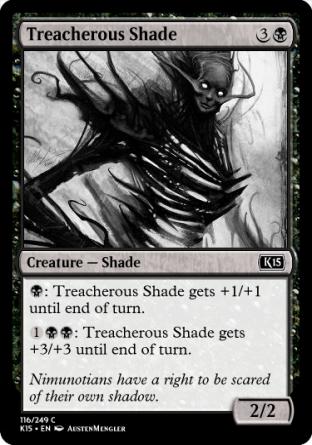 Treacherous Shade 3
Creature — Shade K15
: Treacherous Shade gets +1/+1
until end of turn.
1 : Treacherous Shade gets
+3/+3 until end of turn.
Nimunotians have a right to be scared
of their own shadow.
2/2
116/249 C
K15 • EN AustenMengler